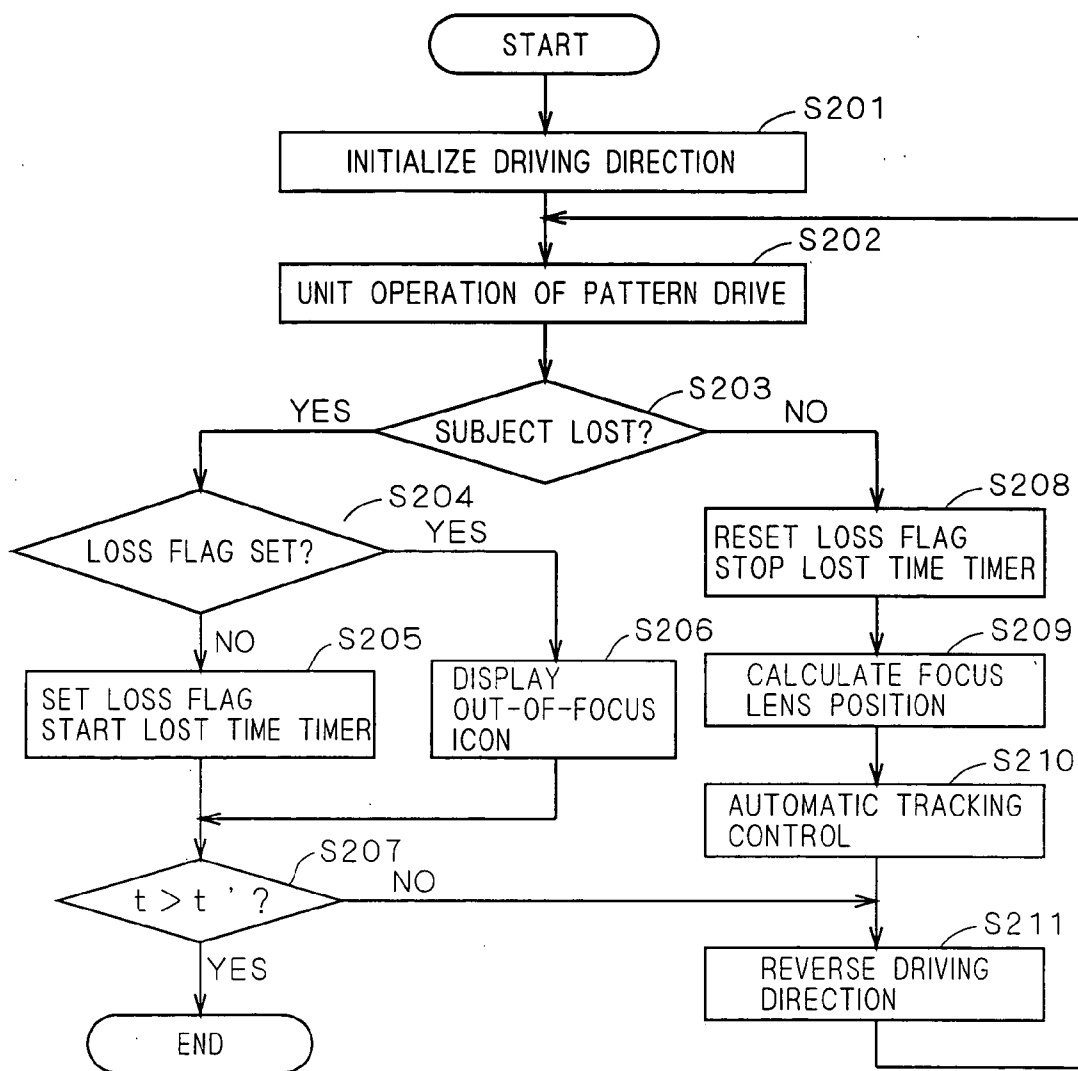 START
S201
INITIALIZE DRIVING DIRECTION
S202
UNIT OPERATION OF PATTERN DRIVE
S203
YES
SUBJECT LOST?
NO
S204
LOSS FLAG SET?
YES
S208
RESET LOSS FLAG
STOP LOST TIME TIMER
NO
S205
SET LOSS FLAG
START LOST TIME TIMER
S206
DISPLAY
OUT-OF-FOCUS
ICON
S209
CALCULATE FOCUS
LENS POSITION
S210
AUTOMATIC TRACKING
CONTROL
S207
t > t ' ?
NO
YES
S211
REVERSE DRIVING
DIRECTION
END